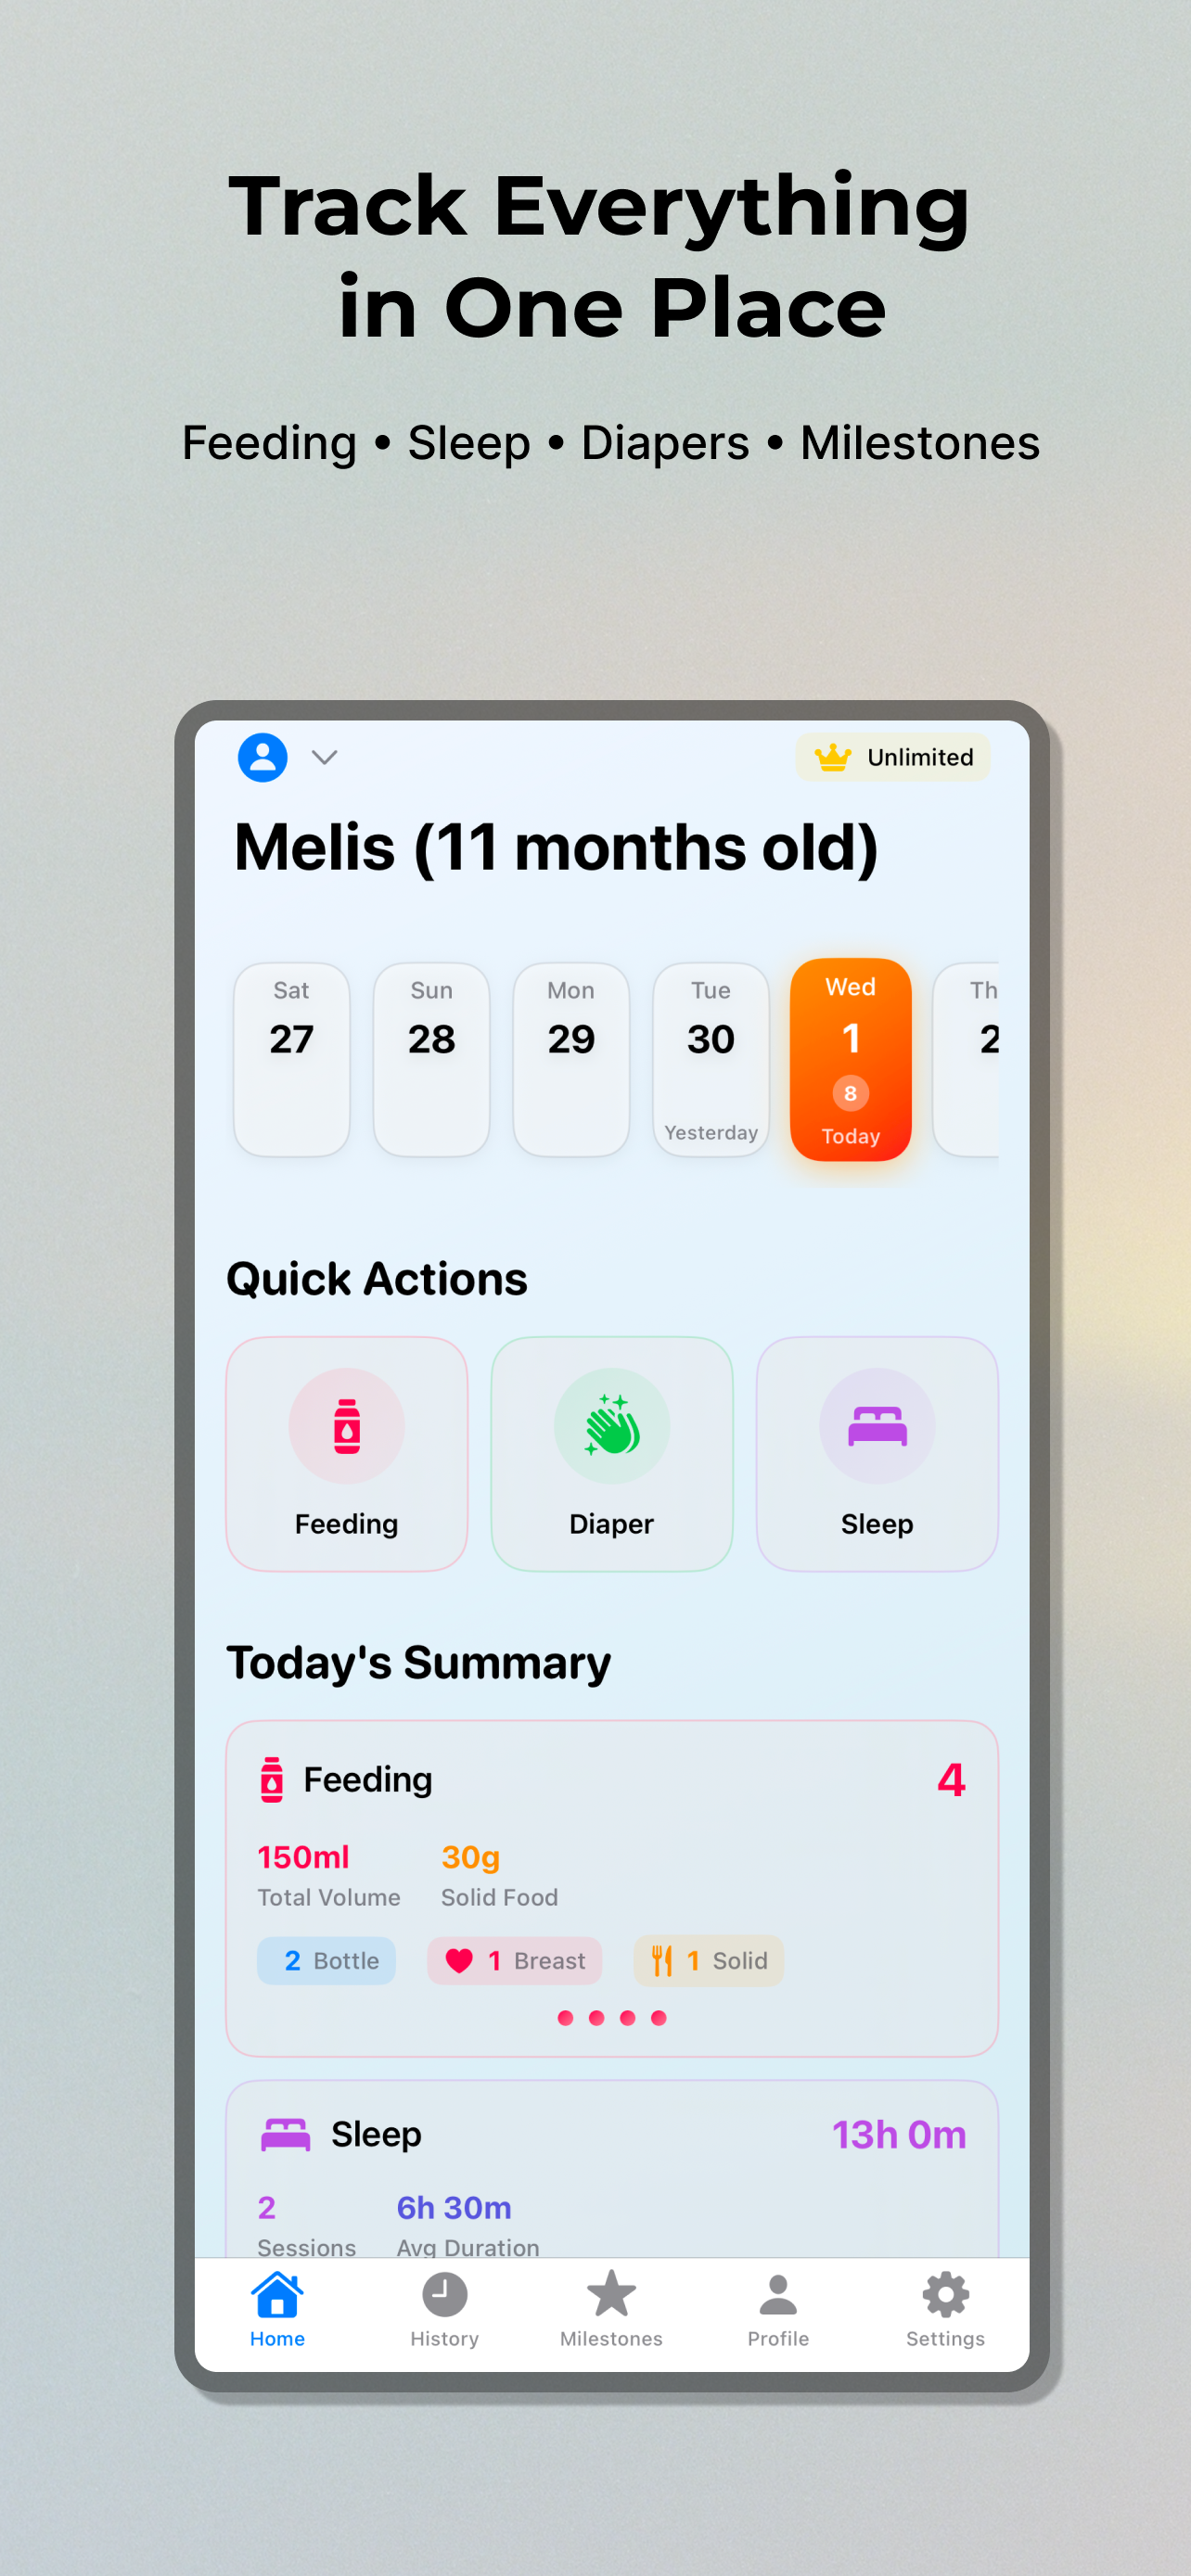 Track Everything
in One Place
Feeding • Sleep • Diapers • Milestones
Unlimited
Melis (11 months old)
Sat Sun Mon Tue Wed Th
27 28 29 30 1 2
8
Yesterday Today
Quick Actions
Feeding Diaper Sleep
Today's Summary
Feeding 4
150ml 30g
Total Volume Solid Food
2 Bottle 1 Breast 1 Solid
Sleep 13h 0m
2 6h 30m
Sessions Avg Duration
Home History Milestones Profile Settings